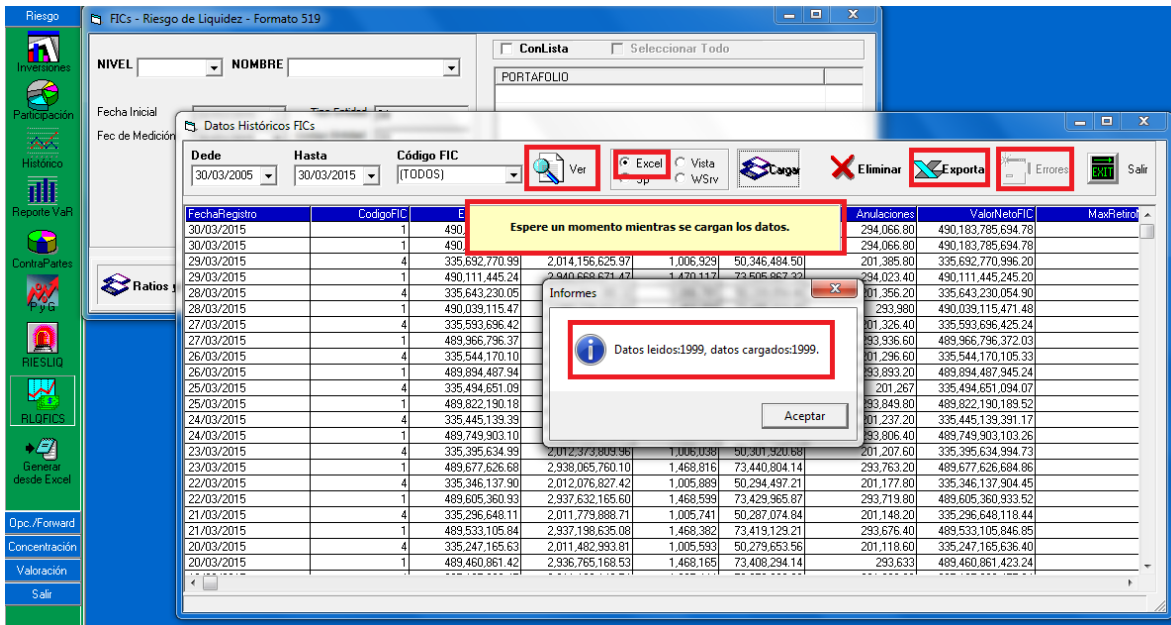 Riesgo
Inversiones
Participación
Histórico
Reporte VaR
ContraPartes
P y G
RIESLIQ
RLQFICS
Generar
desde Excel
Opc./Forward
Concentración
Valoración
Salir
FICs - Riesgo de Liquidez - Formato 519
NIVEL NOMBRE
ConLista Seleccionar Todo
PORTAFOLIO
Fecha Inicial
Fec de Medición
Ratios y
Datos Históricos FICs
Dede Hasta Código FIC
30/03/2005 30/03/2015 (TODOS)
Ver
Excel Vista
WSrv
Cargar Eliminar Exporta Errores EXIT Salir
Espere un momento mientras se cargan los datos.
FechaRegistro CodigoFIC Anulaciones ValorNetoFIC
30/03/2015 1 490, 294,066.80 490,183,785,694.78
30/03/2015 1 490, 294,066.80 490,183,785,694.78
29/03/2015 4 335,692,770.99 2,014,156,625.97 1,006,929 50,346,484.50 201,385.80 335,692,770,996.20
29/03/2015 1 490,111,445.24 2,940,668,671.47 1,470,117 73,505,867.32 294,023.40 490,111,445,245.20
28/03/2015 4 335,643,230.05 201,356.20 335,643,230,054.90
28/03/2015 1 490,039,115.47 293,980 490,039,115,471.48
27/03/2015 4 335,593,696.42 201,326.40 335,593,696,425.24
27/03/2015 1 489,966,796.37 293,936.60 489,966,796,372.03
26/03/2015 4 335,544,170.10 201,296.60 335,544,170,105.33
26/03/2015 1 489,894,487.94 293,893.20 489,894,487,945.24
25/03/2015 4 335,494,651.09 201,267 335,494,651,094.07
25/03/2015 1 489,822,190.18 293,849.80 489,822,190,189.52
24/03/2015 4 335,445,139.39 201,237.20 335,445,139,391.17
24/03/2015 1 489,749,903.10 293,806.40 489,749,903,103.26
23/03/2015 4 335,395,634.99 2,012,373,809.96 1,006,038 50,301,920.68 201,207.60 335,395,634,994.73
23/03/2015 1 489,677,626.68 2,938,065,760.10 1,468,816 73,440,804.14 293,763.20 489,677,626,684.86
22/03/2015 4 335,346,137.90 2,012,076,827.42 1,005,889 50,294,497.21 201,177.80 335,346,137,904.45
22/03/2015 1 489,605,360.93 2,937,632,165.60 1,468,599 73,429,965.87 293,719.80 489,605,360,933.52
21/03/2015 4 335,296,648.11 2,011,779,888.71 1,005,741 50,287,074.84 201,148.20 335,296,648,118.44
21/03/2015 1 489,533,105.84 2,937,198,635.08 1,468,382 73,419,129.21 293,676.40 489,533,105,846.85
20/03/2015 4 335,247,165.63 2,011,482,993.81 1,005,593 50,279,653.56 201,118.60 335,247,165,636.40
20/03/2015 1 489,460,861.42 2,936,765,168.53 1,468,165 73,408,294.14 293,633 489,460,861,423.24
Informes
Datos leidos:1999, datos cargados:1999.
Aceptar